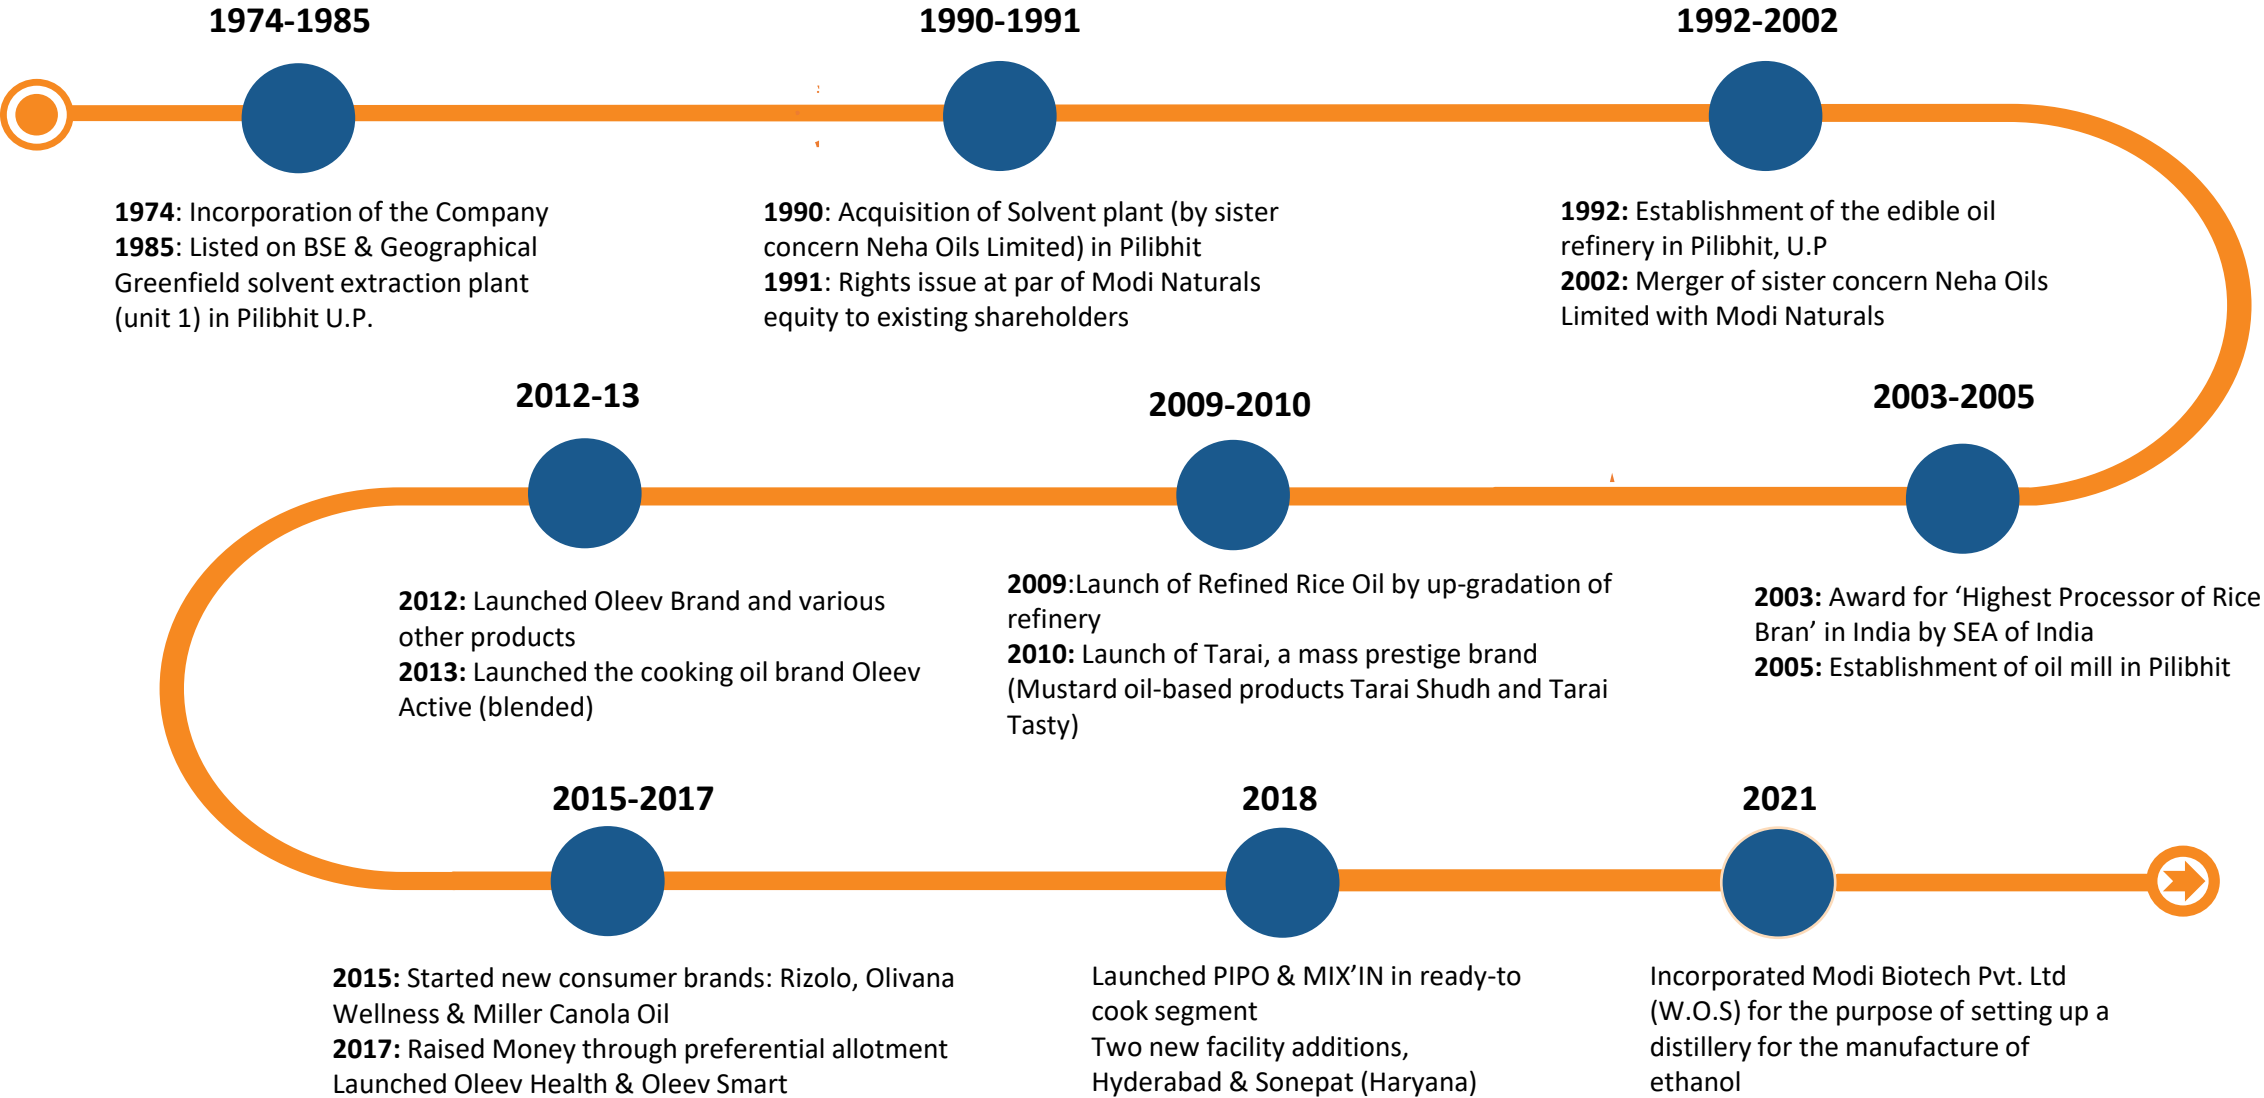 1974-1985
1974: Incorporation of the Company
1985: Listed on BSE & Geographical
Greenfield solvent extraction plant
(unit 1) in Pilibhit U.P.
1990-1991
1990: Acquisition of Solvent plant (by sister
concern Neha Oils Limited) in Pilibhit
1991: Rights issue at par of Modi Naturals
equity to existing shareholders
1992-2002
1992: Establishment of the edible oil
refinery in Pilibhit, U.P
2002: Merger of sister concern Neha Oils
Limited with Modi Naturals
2003-2005
2003: Award for ‘Highest Processor of Rice
Bran’ in India by SEA of India
2005: Establishment of oil mill in Pilibhit
2009-2010
2009:Launch of Refined Rice Oil by up-gradation of
refinery
2010: Launch of Tarai, a mass prestige brand
(Mustard oil-based products Tarai Shudh and Tarai
Tasty)
2012-13
2012: Launched Oleev Brand and various
other products
2013: Launched the cooking oil brand Oleev
Active (blended)
2015-2017
2015: Started new consumer brands: Rizolo, Olivana
Wellness & Miller Canola Oil
2017: Raised Money through preferential allotment
Launched Oleev Health & Oleev Smart
2018
Launched PIPO & MIX’IN in ready-to
cook segment
Two new facility additions,
Hyderabad & Sonepat (Haryana)
2021
Incorporated Modi Biotech Pvt. Ltd
(W.O.S) for the purpose of setting up a
distillery for the manufacture of
ethanol